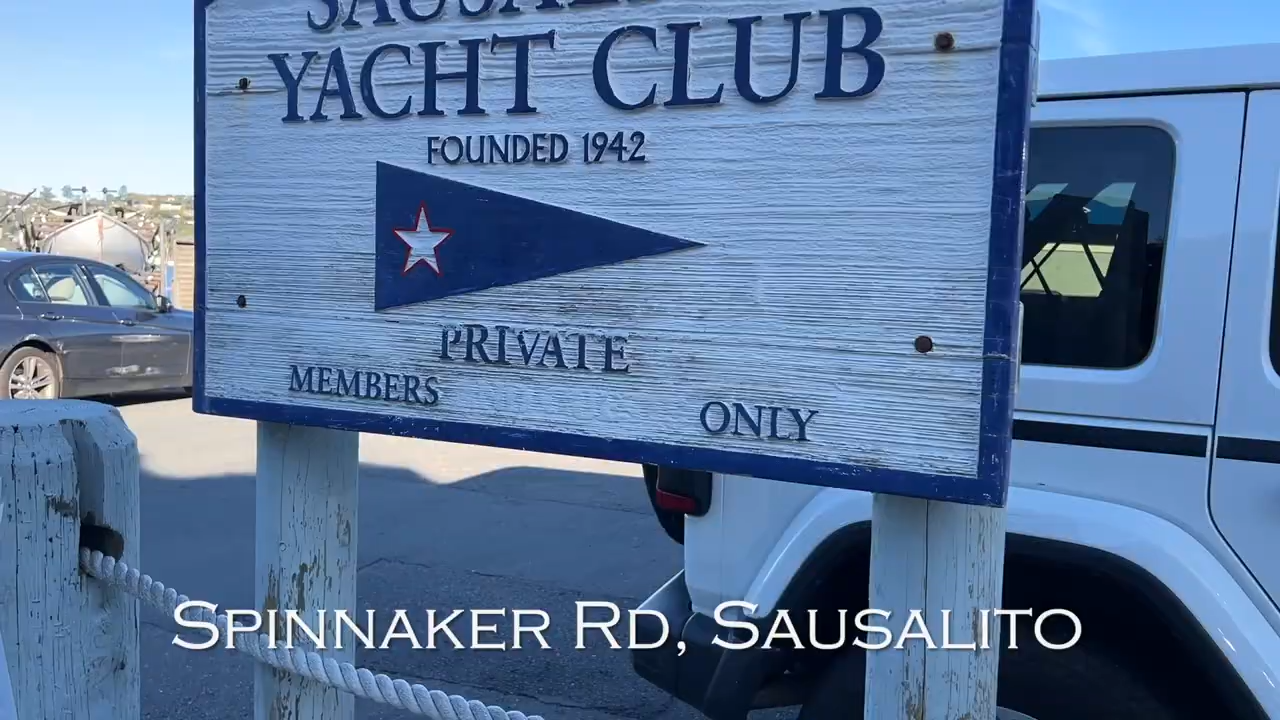 YACHT CLUB
FOUNDED 1942
PRIVATE
MEMBERS ONLY
SPINNAKER RD, SAUSALITO